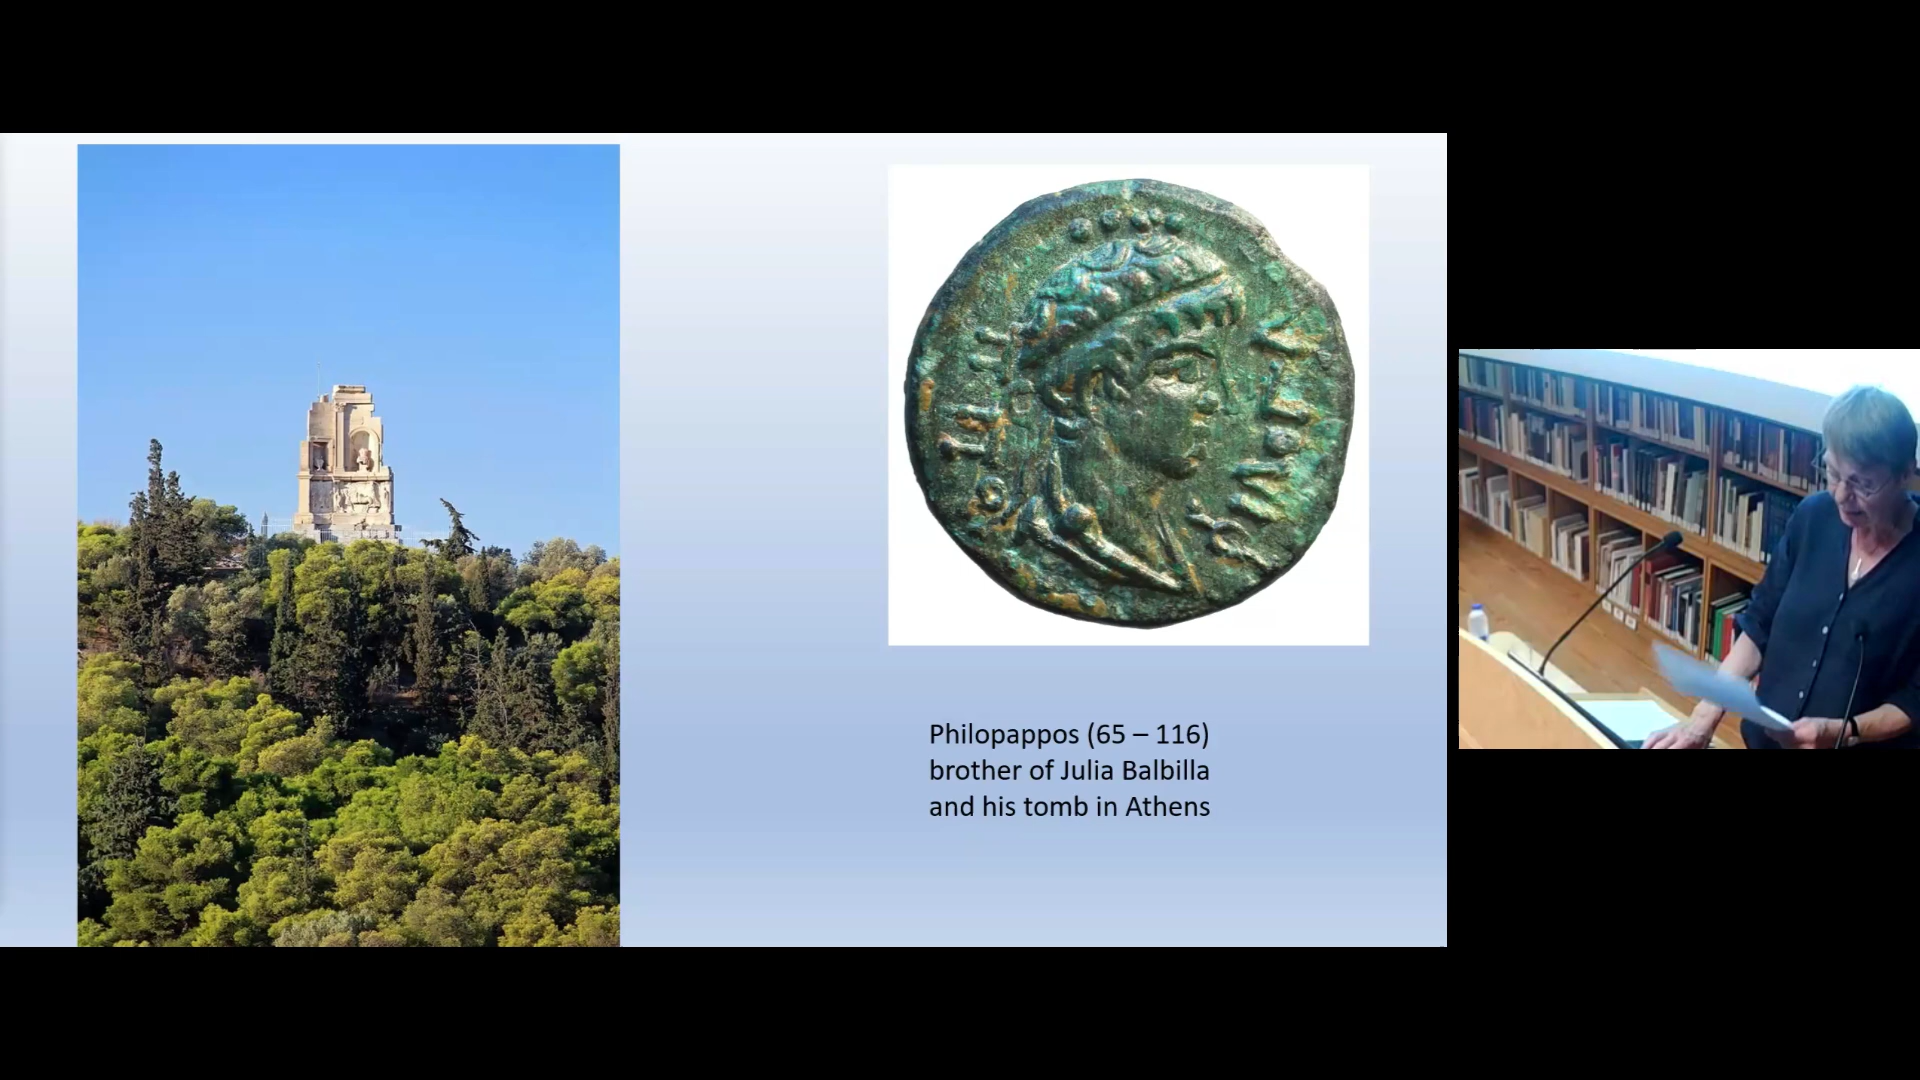 Philopappos (65 – 116)
brother of Julia Balbilla
and his tomb in Athens